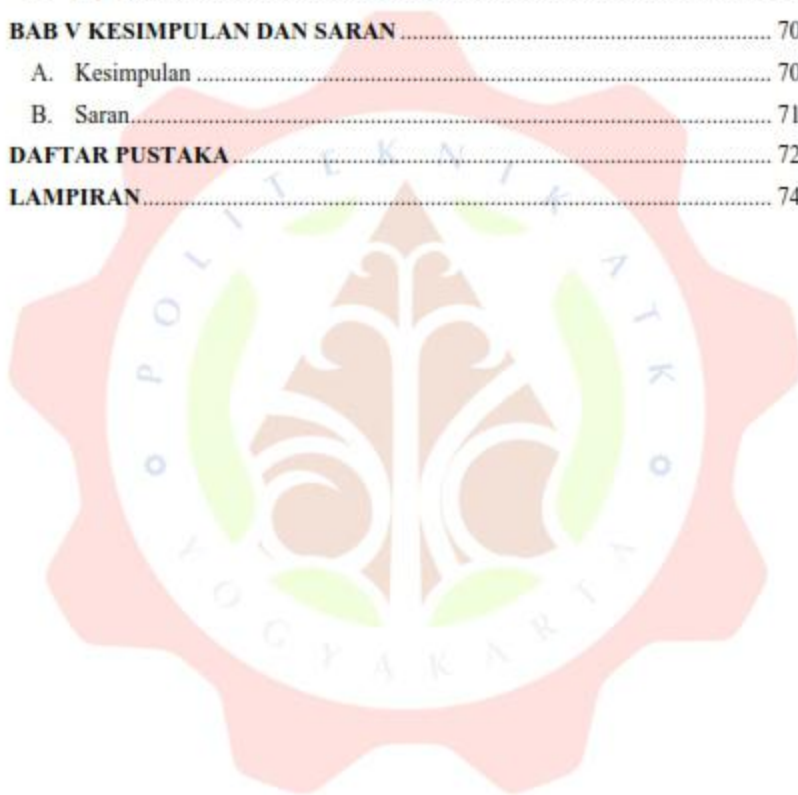 BAB V KESIMPULAN DAN SARAN ........ 70
A. Kesimpulan ........ 70
B. Saran ........ 71
DAFTAR PUSTAKA ........ 72
LAMPIRAN ........ 74
POLITEKNIK ATK
YOGYAKARTA